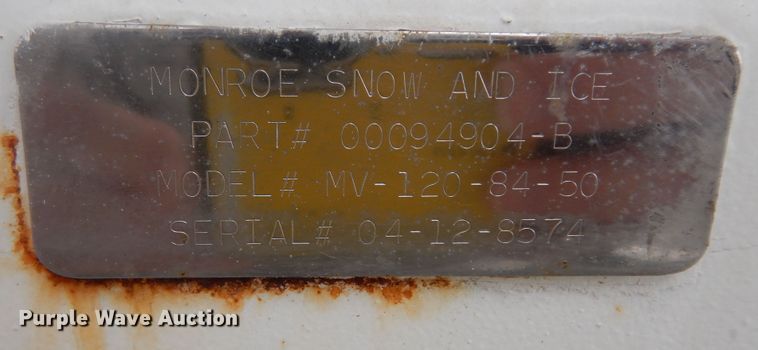 MONROE SNOW AND ICE
PART# 00094904-B
MODEL# MV-120-84-50
SERIAL# 04-12-8574
Purple Wave Auction